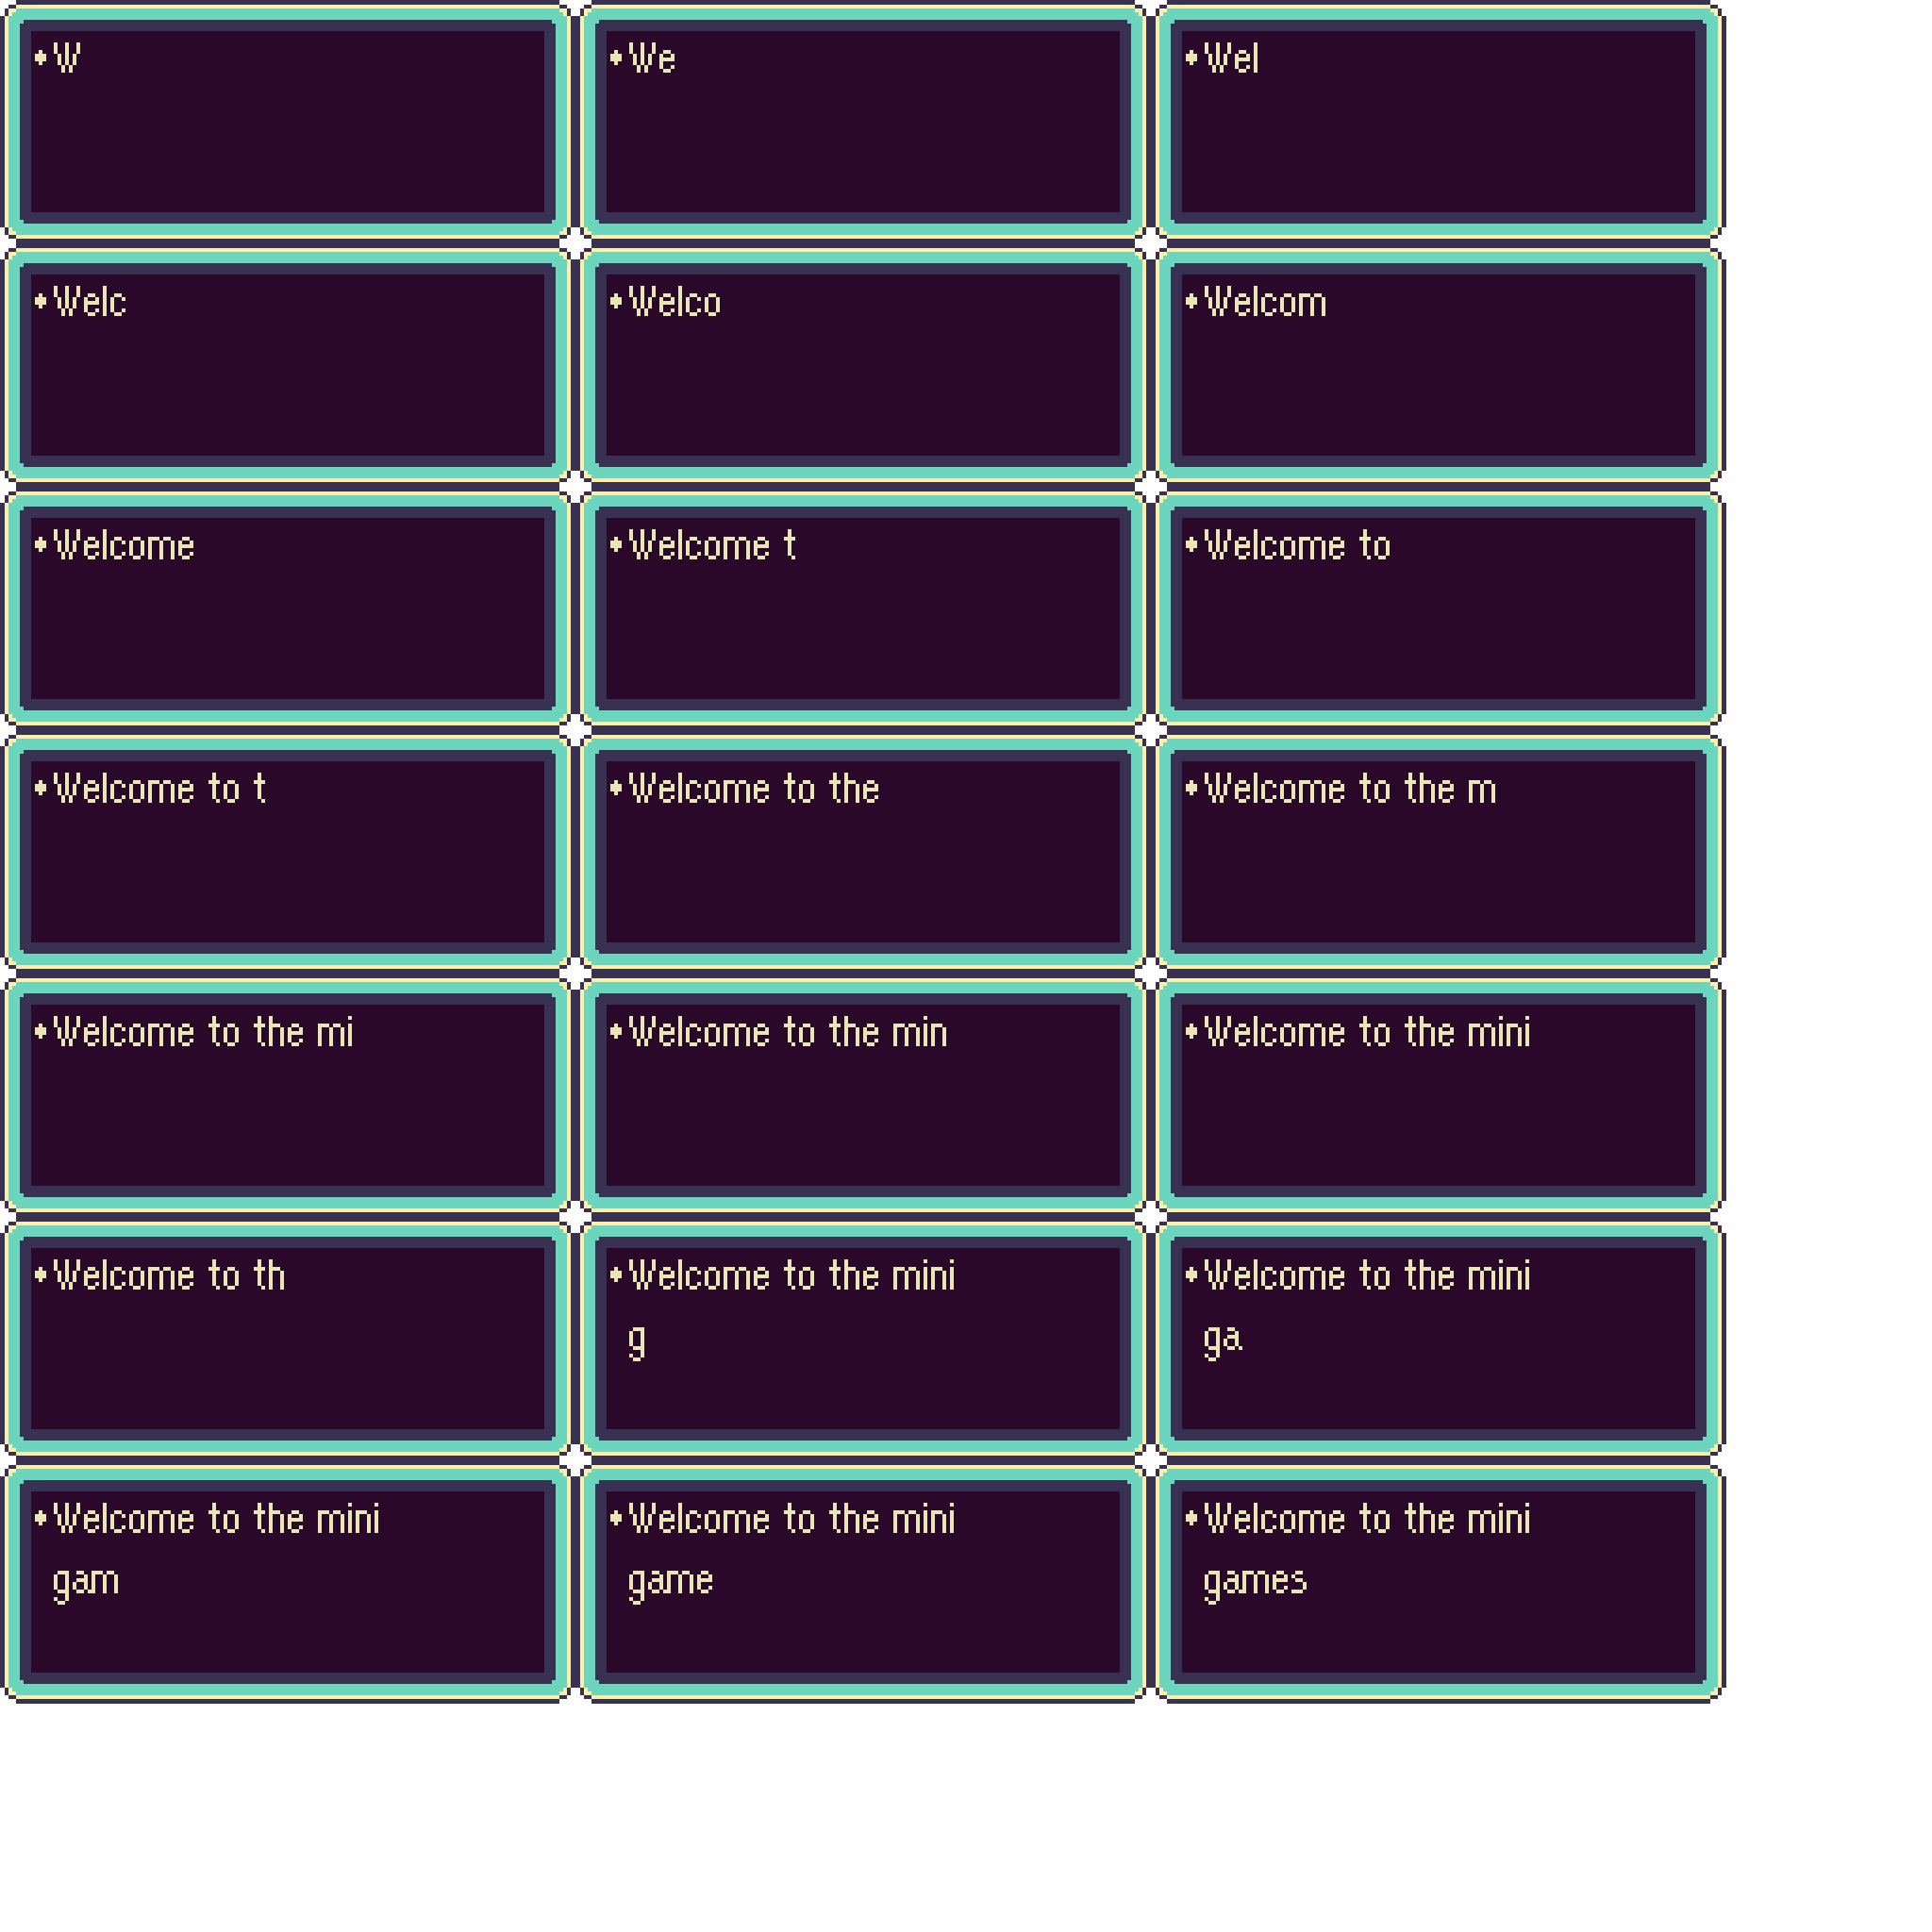 •W
•We
•Wel
•Welc
•Welco
•Welcom
•Welcome
•Welcome t
•Welcome to
•Welcome to t
•Welcome to the
•Welcome to the m
•Welcome to the mi
•Welcome to the min
•Welcome to the mini
•Welcome to th
•Welcome to the mini
g
•Welcome to the mini
ga
•Welcome to the mini
gam
•Welcome to the mini
game
•Welcome to the mini
games